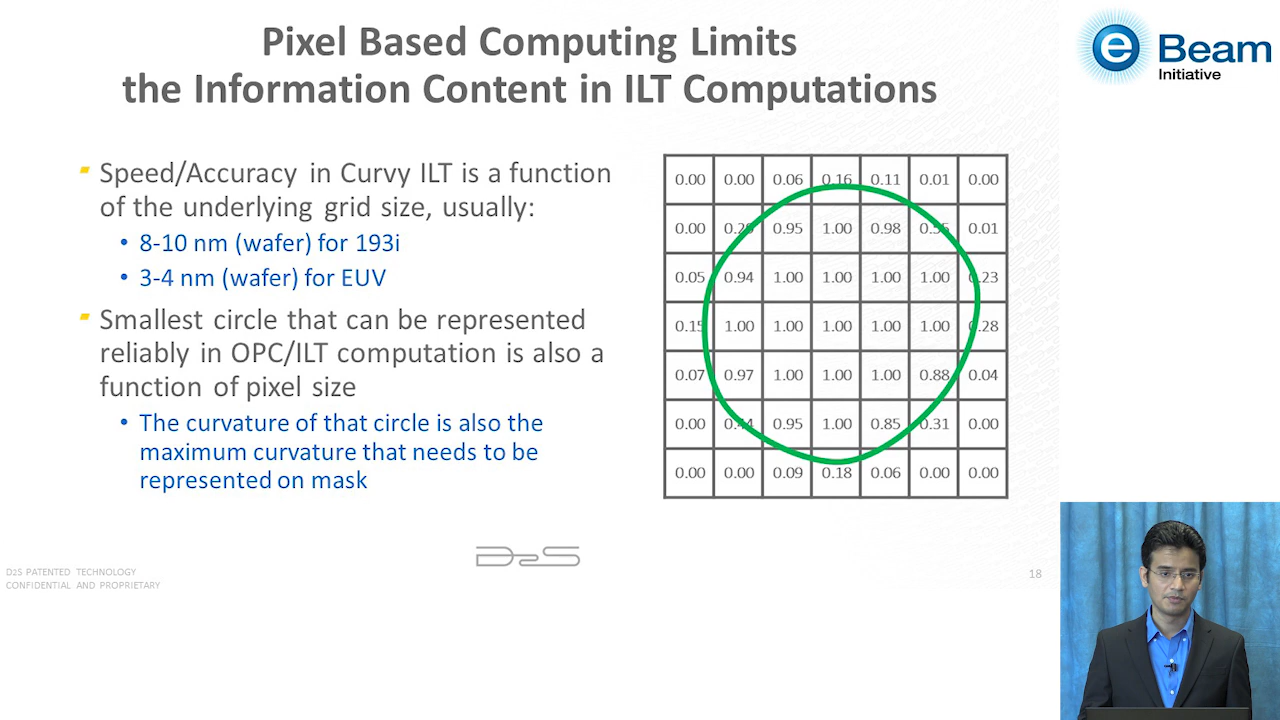 Pixel Based Computing Limits
the Information Content in ILT Computations
e Beam
Initiative
Speed/Accuracy in Curvy ILT is a function
of the underlying grid size, usually:
• 8-10 nm (wafer) for 193i
• 3-4 nm (wafer) for EUV
Smallest circle that can be represented
reliably in OPC/ILT computation is also a
function of pixel size
• The curvature of that circle is also the
maximum curvature that needs to be
represented on mask
0.00 0.00 0.06 0.16 0.11 0.01 0.00
0.00 0.95 1.00 0.98 0.01
0.05 0.94 1.00 1.00 1.00 1.00 0.23
0.15 1.00 1.00 1.00 1.00 1.00 0.28
0.07 0.97 1.00 1.00 1.00 0.88 0.04
0.00 0.95 1.00 0.85 0.31 0.00
0.00 0.00 0.09 0.18 0.06 0.00 0.00
D2S
D2S PATENTED TECHNOLOGY
CONFIDENTIAL AND PROPRIETARY
18